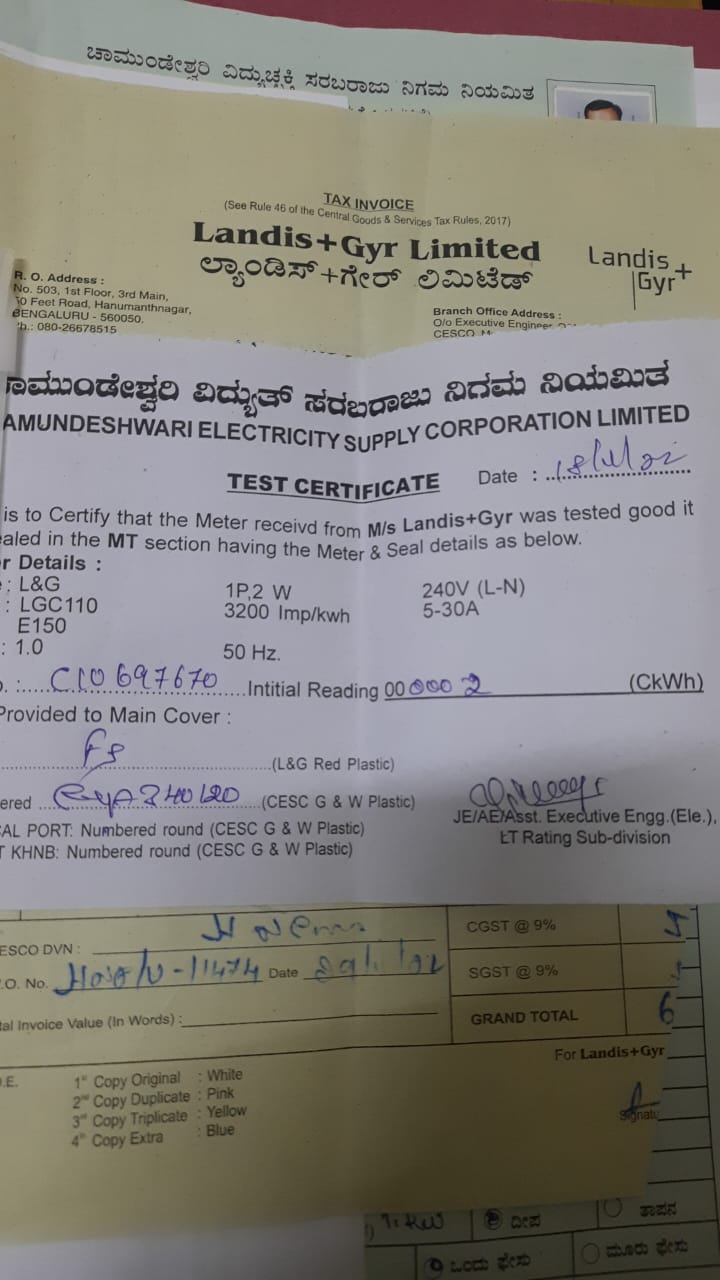 ಚಾಮುಂಡೇಶ್ವರಿ ವಿದ್ಯುಚ್ಛಕ್ತಿ ಸರಬರಾಜು ನಿಗಮ ನಿಯಮಿತ
TAX INVOICE
(See Rule 46 of the Central Goods & Services Tax Rules, 2017)
Landis+Gyr Limited
ಲ್ಯಾಂಡಿಸ್+ಗೇರ್ ಲಿಮಿಟೆಡ್
Landis
Gyr+
R. O. Address :
No. 503, 1st Floor, 3rd Main,
Feet Road, Hanumanthnagar,
BENGALURU - 560050.
080-26678515
Branch Office Address :
O/o Executive Engineer
CESCO
ಾಮುಂಡೇಶ್ವರಿ ವಿದ್ಯುತ್ ಸರಬರಾಜು ನಿಗಮ ನಿಯಮಿತ
AMUNDESHWARI ELECTRICITY SUPPLY CORPORATION LIMITED
TEST CERTIFICATE Date :
is to Certify that the Meter receivd from M/s Landis+Gyr was tested good it
aled in the MT section having the Meter & Seal details as below.
r Details :
: L&G 1P,2 W 240V (L-N)
: LGC110 3200 Imp/kwh 5-30A
E150
: 1.0 50 Hz.
C10697670 Intitial Reading 00 000 2 (CkWh)
Provided to Main Cover :
(L&G Red Plastic)
ered (CESC G & W Plastic)
AL PORT: Numbered round (CESC G & W Plastic)
T KHNB: Numbered round (CESC G & W Plastic)
JE/AE/Asst. Executive Engg.(Ele.),
LT Rating Sub-division
ESCO DVN :
.O. No. Date
tal Invoice Value (In Words) :
CGST @ 9%
SGST @ 9%
GRAND TOTAL 6
For Landis+Gyr
O.E.
1st Copy Original : White
2nd Copy Duplicate : Pink
3rd Copy Triplicate : Yellow
4th Copy Extra : Blue
Signatu
ದೀಪ ತಾಪನ
ಒಂದು ಫೇಸು ಮೂರು ಫೇಸು